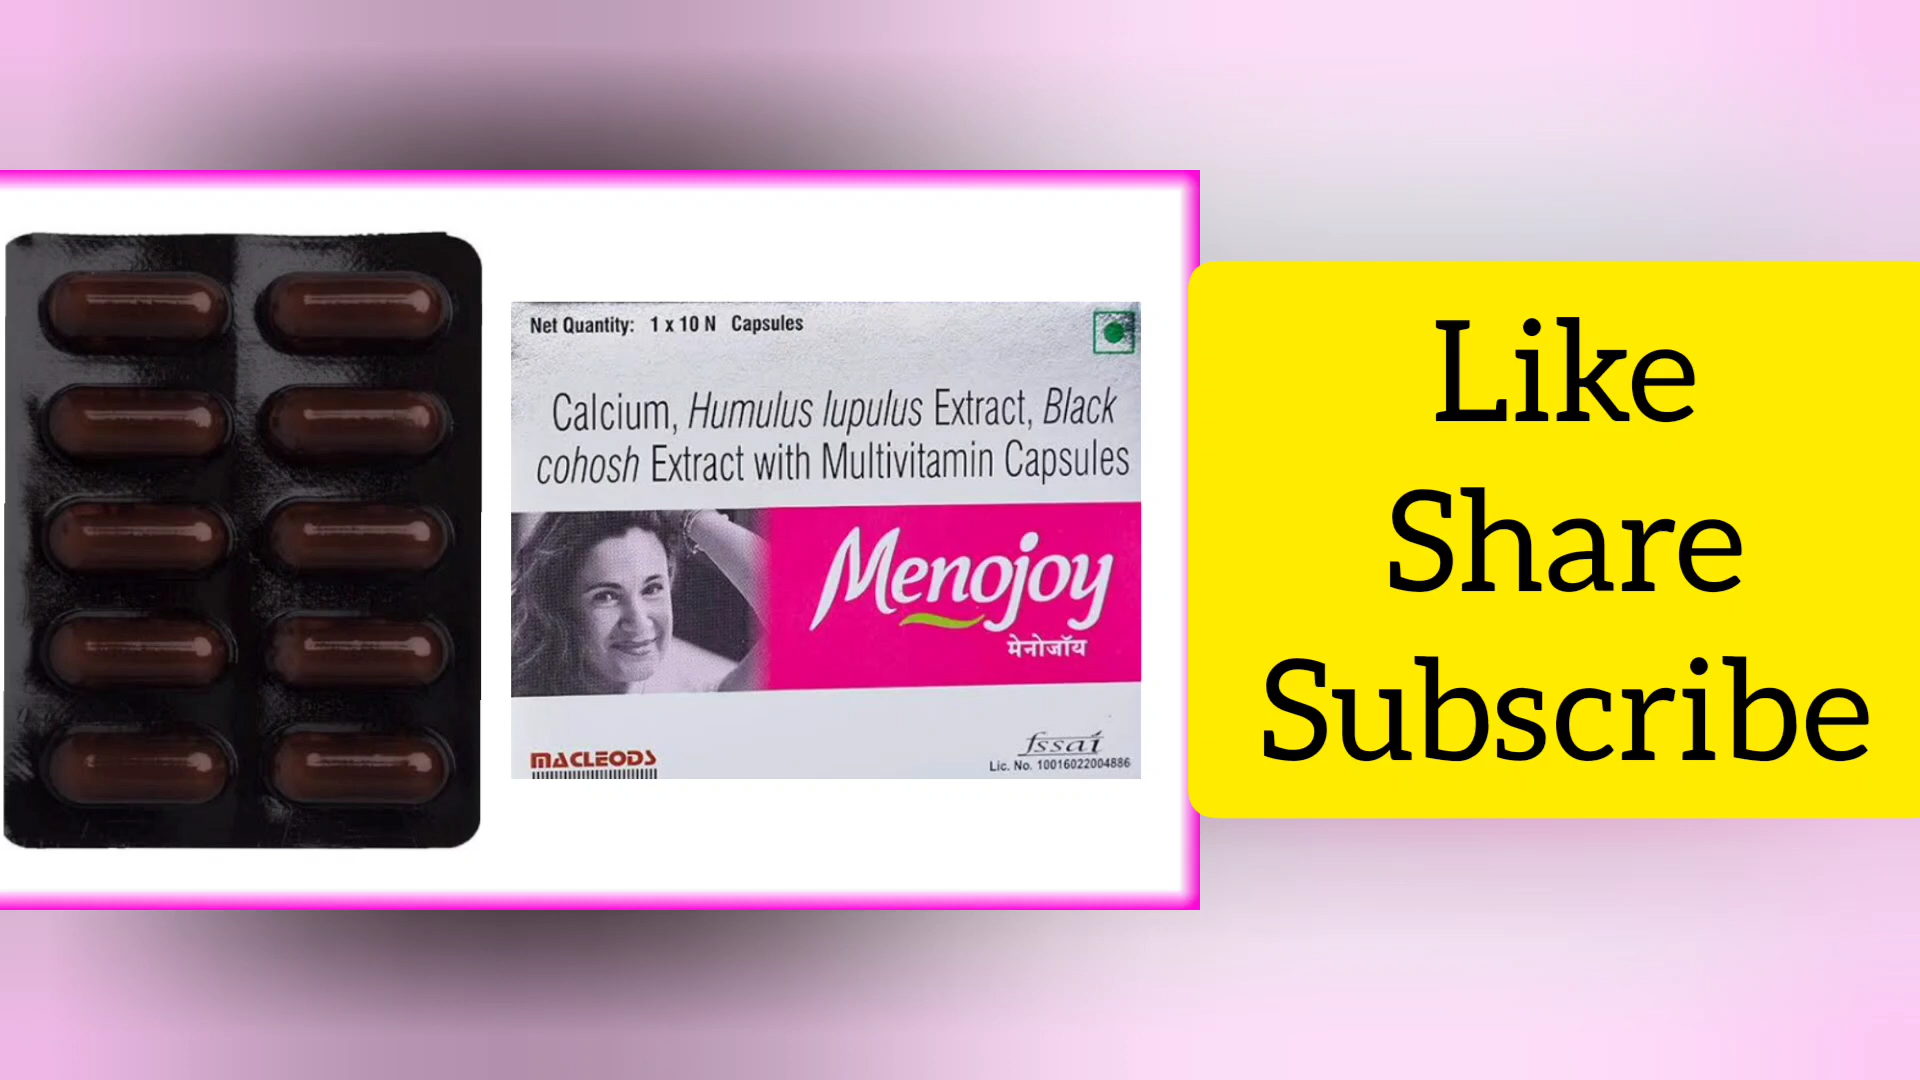 Net Quantity: 1 x 10 N Capsules
Calcium, Humulus lupulus Extract, Black
cohosh Extract with Multivitamin Capsules
Menojoy
मेनोजॉय
MACLEODS
fssai
Lic. No. 10016022004886
Like
Share
Subscribe